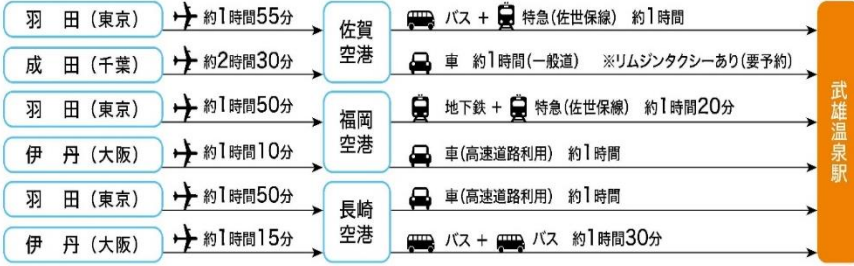 羽 田（東京） 約1時間55分 佐賀空港 バス + 特急(佐世保線) 約1時間
成 田（千葉） 約2時間30分 車 約1時間(一般道) ※リムジンタクシーあり(要予約)
羽 田（東京） 約1時間50分 福岡空港 地下鉄 + 特急(佐世保線) 約1時間20分
伊 丹（大阪） 約1時間10分 車(高速道路利用) 約1時間
羽 田（東京） 約1時間50分 長崎空港 車(高速道路利用) 約1時間
伊 丹（大阪） 約1時間15分 バス + バス 約1時間30分
武雄温泉駅